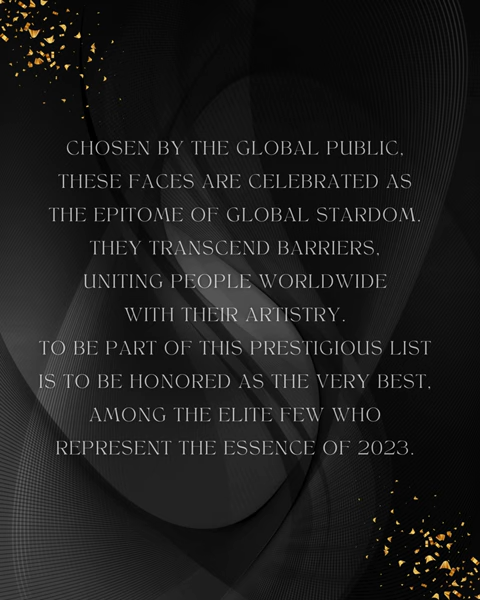 CHOSEN BY THE GLOBAL PUBLIC,
THESE FACES ARE CELEBRATED AS
THE EPITOME OF GLOBAL STARDOM.
THEY TRANSCEND BARRIERS,
UNITING PEOPLE WORLDWIDE
WITH THEIR ARTISTRY.
TO BE PART OF THIS PRESTIGIOUS LIST
IS TO BE HONORED AS THE VERY BEST,
AMONG THE ELITE FEW WHO
REPRESENT THE ESSENCE OF 2023.